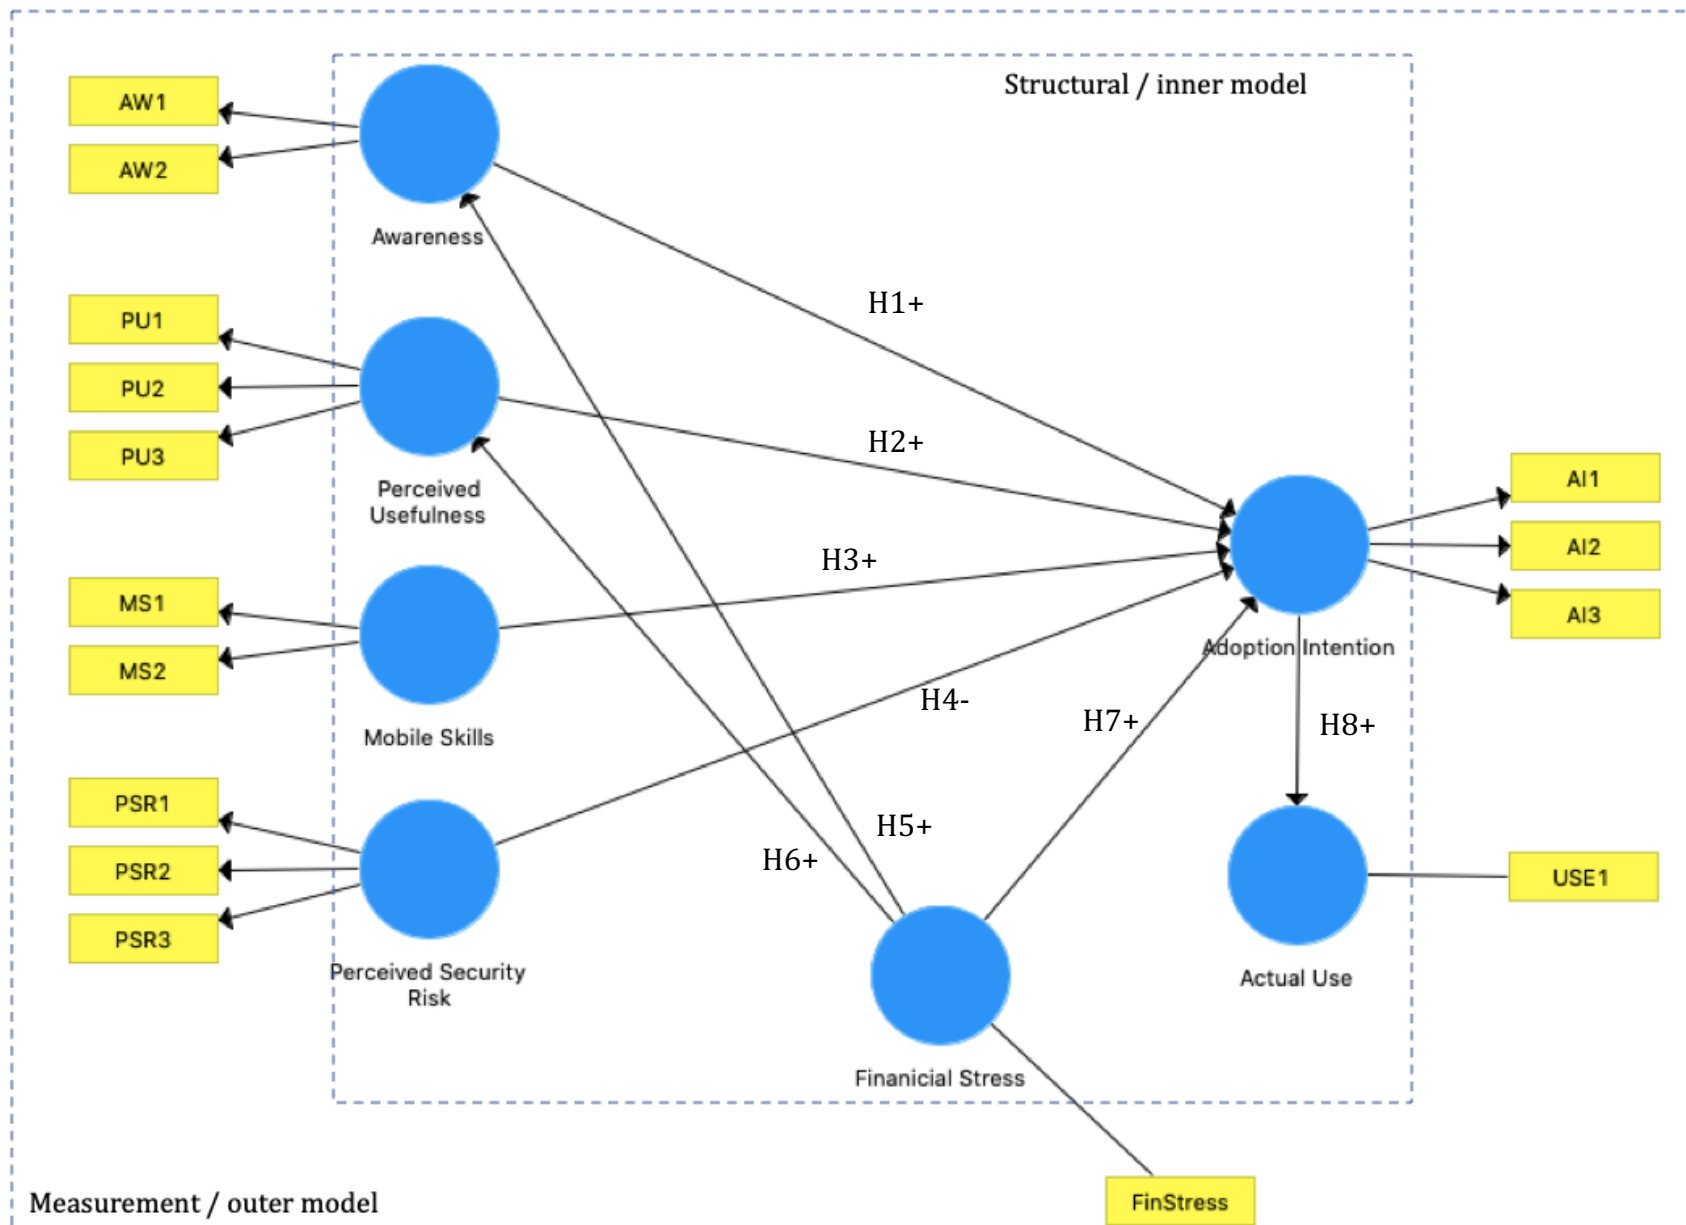 Structural / inner model
AW1
AW2
Awareness
H1+
PU1
PU2
PU3
Perceived
Usefulness
H2+
AI1
AI2
AI3
Adoption Intention
MS1
MS2
Mobile Skills
H3+
H4-
H7+
H8+
PSR1
PSR2
PSR3
Perceived Security
Risk
H5+
H6+
USE1
Actual Use
Finanicial Stress
FinStress
Measurement / outer model